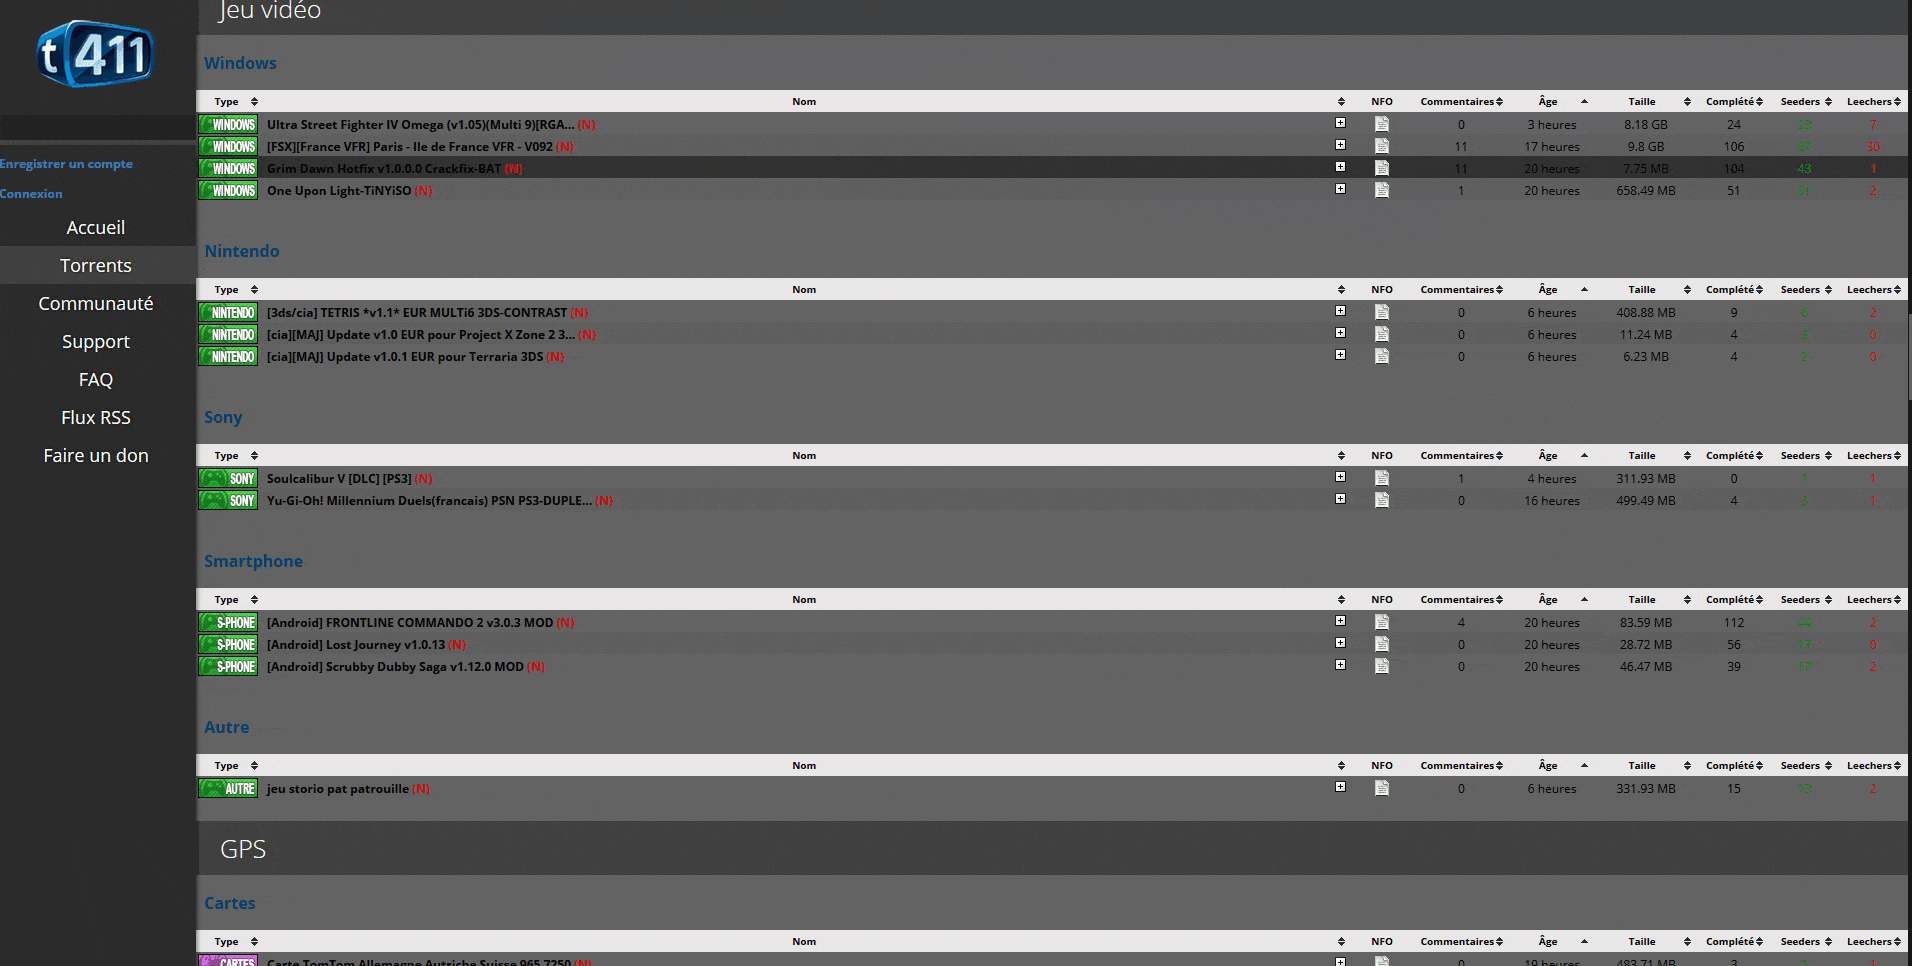 Jeu vidéo
t411
Enregistrer un compte
Connexion
Accueil
Torrents
Communauté
Support
FAQ
Flux RSS
Faire un don
Windows
Type Nom NFO Commentaires Âge Taille Complété Seeders Leechers
WINDOWS Ultra Street Fighter IV Omega (v1.05)(Multi 9)[RGA... (N) 0 3 heures 8.18 GB 24 7
WINDOWS [FSX][France VFR] Paris - Ile de France VFR - V092 (N) 11 17 heures 9.8 GB 106 30
WINDOWS Grim Dawn Hotfix v1.0.0.0 Crackfix-BAT (N) 11 20 heures 7.75 MB 104 43 1
WINDOWS One Upon Light-TiNYiSO (N) 1 20 heures 658.49 MB 51 2
Nintendo
Type Nom NFO Commentaires Âge Taille Complété Seeders Leechers
NINTENDO [3ds/cia] TETRIS *v1.1* EUR MULTi6 3DS-CONTRAST (N) 0 6 heures 408.88 MB 9 2
NINTENDO [cia][MAJ] Update v1.0 EUR pour Project X Zone 2 3... (N) 0 6 heures 11.24 MB 4 0
NINTENDO [cia][MAJ] Update v1.0.1 EUR pour Terraria 3DS (N) 0 6 heures 6.23 MB 4 2 0
Sony
Type Nom NFO Commentaires Âge Taille Complété Seeders Leechers
SONY Soulcalibur V [DLC] [PS3] (N) 1 4 heures 311.93 MB 0 1
SONY Yu-Gi-Oh! Millennium Duels(francais) PSN PS3-DUPLE... (N) 0 16 heures 499.49 MB 4 1
Smartphone
Type Nom NFO Commentaires Âge Taille Complété Seeders Leechers
S-PHONE [Android] FRONTLINE COMMANDO 2 v3.0.3 MOD (N) 4 20 heures 83.59 MB 112 2
S-PHONE [Android] Lost Journey v1.0.13 (N) 0 20 heures 28.72 MB 56 0
S-PHONE [Android] Scrubby Dubby Saga v1.12.0 MOD (N) 0 20 heures 46.47 MB 39 17 2
Autre
Type Nom NFO Commentaires Âge Taille Complété Seeders Leechers
AUTRE jeu storio pat patrouille (N) 0 6 heures 331.93 MB 15 13 2
GPS
Cartes
Type Nom NFO Commentaires Âge Taille Complété Seeders Leechers
CARTES Carte TomTom Allemagne Autriche Suisse 965.7250 (N) 0 19 heures 483.71 MB 3 1